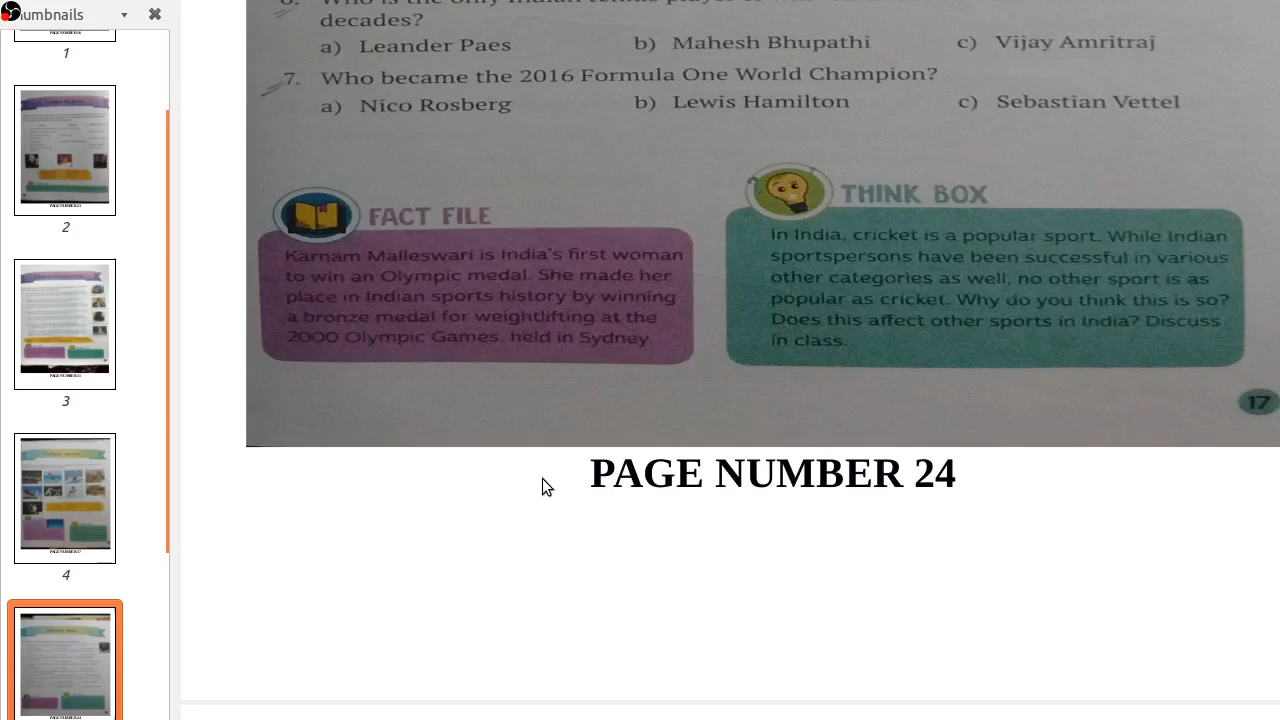 umbnails
1
2
3
4
decades?
a) Leander Paes b) Mahesh Bhupathi c) Vijay Amritraj
7. Who became the 2016 Formula One World Champion?
a) Nico Rosberg b) Lewis Hamilton c) Sebastian Vettel
FACT FILE
Karnam Malleswari is India's first woman
to win an Olympic medal. She made her
place in Indian sports history by winning
a bronze medal for weightlifting at the
2000 Olympic Games, held in Sydney.
THINK BOX
In India, cricket is a popular sport. While Indian
sportspersons have been successful in various
other categories as well, no other sport is as
popular as cricket. Why do you think this is so?
Does this affect other sports in India? Discuss
in class.
17
PAGE NUMBER 24